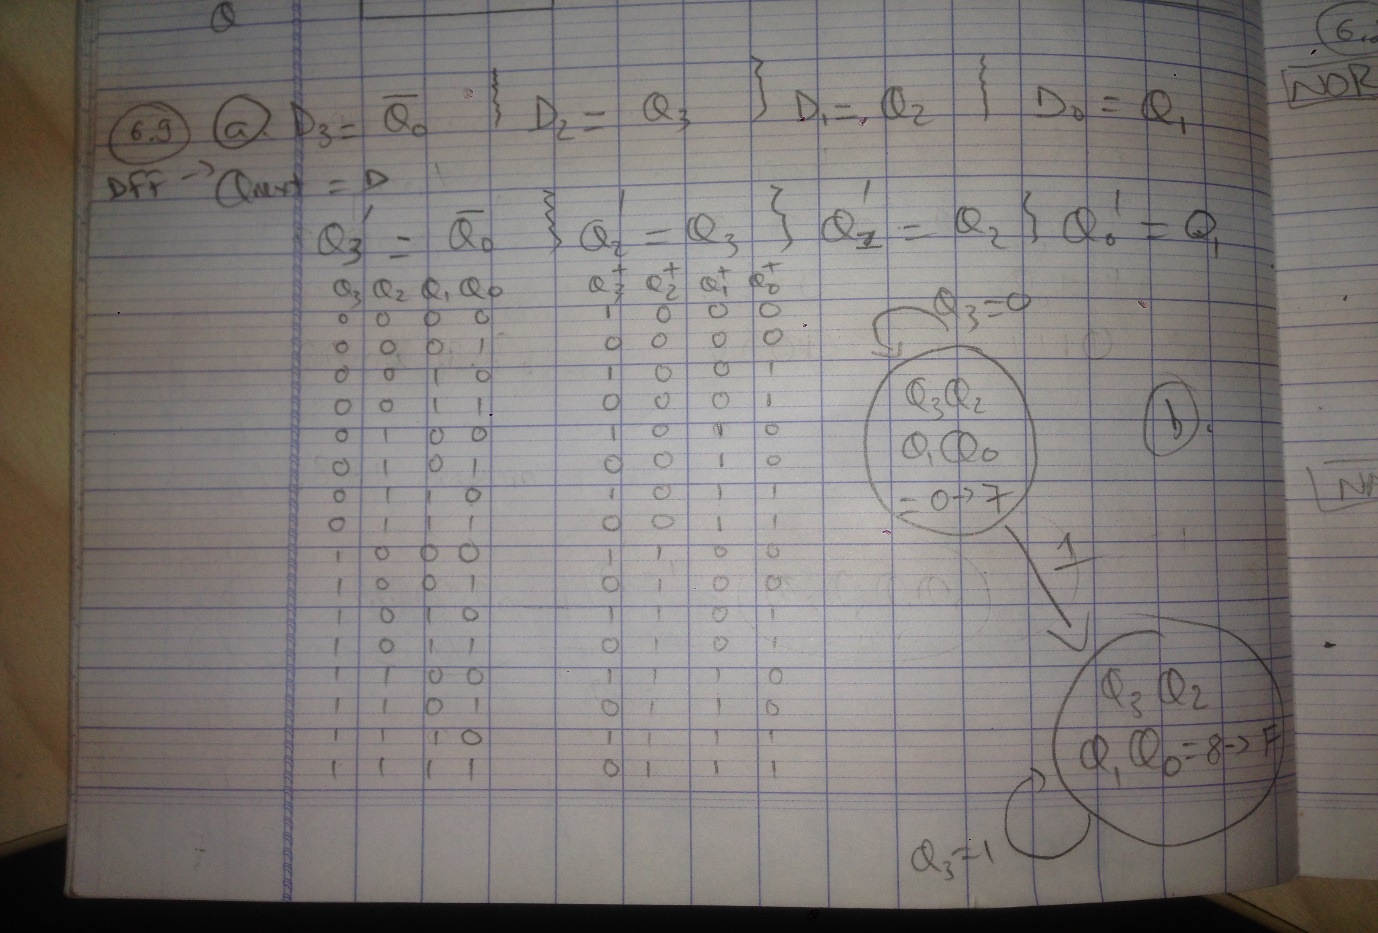 Q
6.9 a. D3 = Q̅0 } D2 = Q3 } D1 = Q2 } D0 = Q1
DFF → Qnext = D
Q3' = Q̅0 } Q2' = Q3 } Q1' = Q2 } Q0' = Q1
Q3 Q2 Q1 Q0 Q3+ Q2+ Q1+ Q0+
0 0 0 0 1 0 0 0
0 0 0 1 0 0 0 0
0 0 1 0 1 0 0 1
0 0 1 1 0 0 0 1
0 1 0 0 1 0 1 0
0 1 0 1 0 0 1 0
0 1 1 0 1 0 1 1
0 1 1 1 0 0 1 1
1 0 0 0 1 1 0 0
1 0 0 1 0 1 0 0
1 0 1 0 1 1 0 1
1 0 1 1 0 1 0 1
1 1 0 0 1 1 1 0
1 1 0 1 0 1 1 0
1 1 1 0 1 1 1 1
1 1 1 1 0 1 1 1
Q3=0
Q3Q2
Q1Q0
= 0→7
b.
1
Q3 Q2
Q1Q0=8→F
Q3=1
NOR